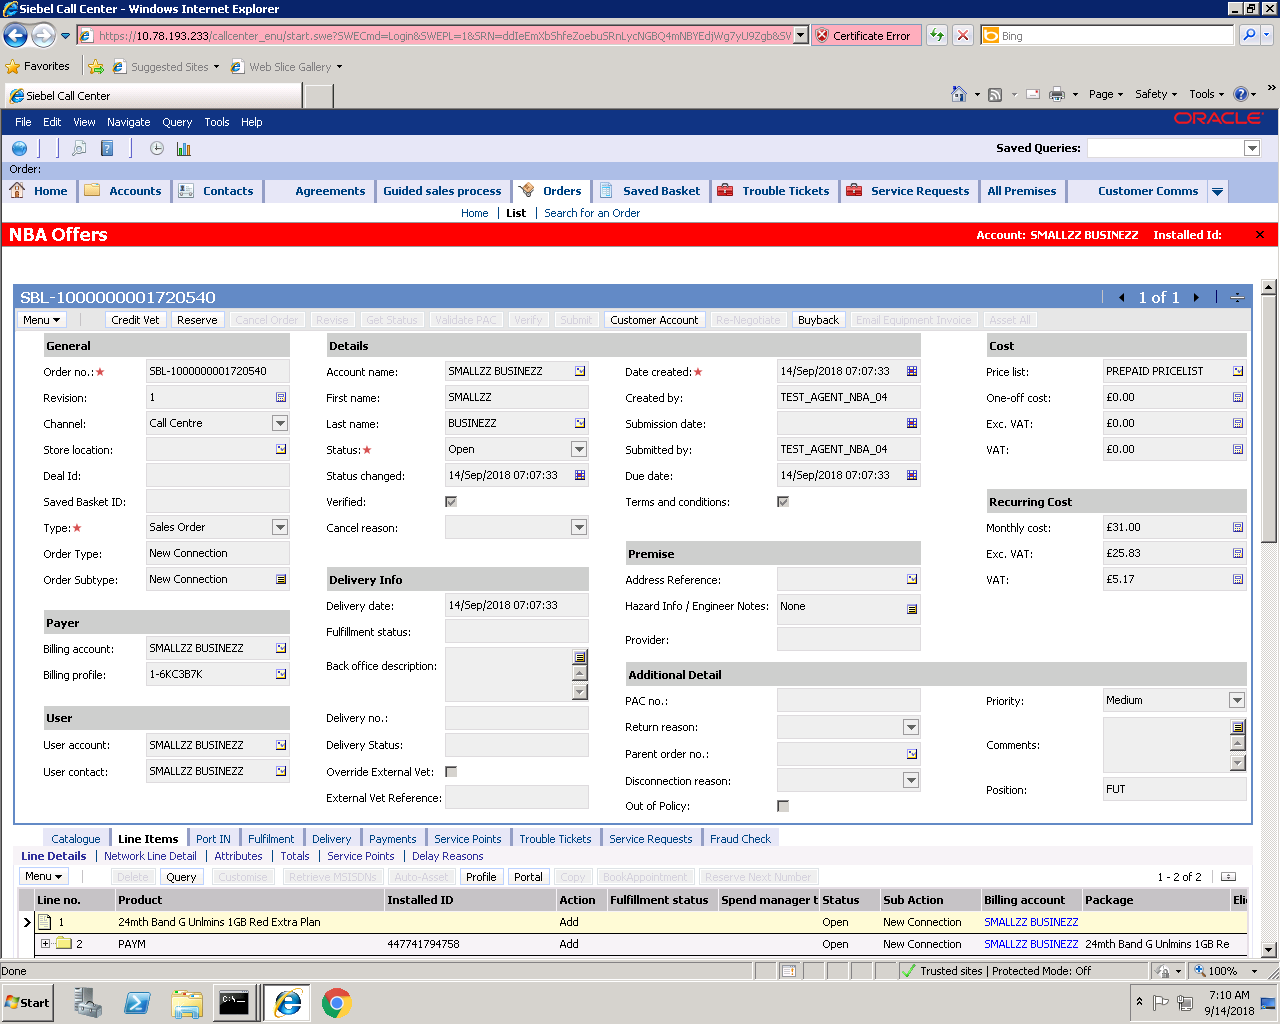 Siebel Call Center - Windows Internet Explorer
https://10.78.193.233/callcenter_enu/start.swe?SWECmd=Login&SWEPL=1&SRN=ddIeEmXbShfeZoebuSRnLycNGBQ4mNBYEdjWg7yU9Zgb&SV Certificate Error Bing
Favorites Suggested Sites Web Slice Gallery
Siebel Call Center Page Safety Tools »
File Edit View Navigate Query Tools Help ORACLE
Saved Queries:
Order:
Home Accounts Contacts Agreements Guided sales process Orders Saved Basket Trouble Tickets Service Requests All Premises Customer Comms
Home List Search for an Order
NBA Offers Account: SMALLZZ BUSINEZZ Installed Id:
SBL-1000000001720540 1 of 1
Menu Credit Vet Reserve Cancel Order Revise Get Status Validate PAC Verify Submit Customer Account Re-Negotiate Buyback Email Equipment Invoice Asset All
General Details Cost
Order no.: SBL-1000000001720540 Account name: SMALLZZ BUSINEZZ Date created: 14/Sep/2018 07:07:33 Price list: PREPAID PRICELIST
Revision: 1 First name: SMALLZZ Created by: TEST_AGENT_NBA_04 One-off cost: £0.00
Channel: Call Centre Last name: BUSINEZZ Submission date: Exc. VAT: £0.00
Store location: Status: Open Submitted by: TEST_AGENT_NBA_04 VAT: £0.00
Deal Id: Status changed: 14/Sep/2018 07:07:33 Due date: 14/Sep/2018 07:07:33
Saved Basket ID: Verified: Terms and conditions: Recurring Cost
Type: Sales Order Cancel reason: Monthly cost: £31.00
Order Type: New Connection Premise Exc. VAT: £25.83
Order Subtype: New Connection Delivery Info Address Reference: VAT: £5.17
Delivery date: 14/Sep/2018 07:07:33 Hazard Info / Engineer Notes: None
Payer Fulfillment status:
Billing account: SMALLZZ BUSINEZZ Provider:
Billing profile: 1-6KC3B7K Back office description: Additional Detail
PAC no.: Priority: Medium
User Delivery no.: Return reason:
User account: SMALLZZ BUSINEZZ Delivery Status: Parent order no.: Comments:
User contact: SMALLZZ BUSINEZZ Override External Vet: Disconnection reason:
External Vet Reference: Out of Policy: Position: FUT
Catalogue Line Items Port IN Fulfilment Delivery Payments Service Points Trouble Tickets Service Requests Fraud Check
Line Details Network Line Detail Attributes Totals Service Points Delay Reasons
Menu Delete Query Customise Retrieve MSISDNs Auto-Asset Profile Portal Copy BookAppointment Reserve Next Number 1 - 2 of 2
Line no. Product Installed ID Action Fulfillment status Spend manager t Status Sub Action Billing account Package Eli
1 24mth Band G Unlmins 1GB Red Extra Plan Add Open New Connection SMALLZZ BUSINEZZ
2 PAYM 447741794758 Add Open New Connection SMALLZZ BUSINEZZ 24mth Band G Unlmins 1GB Re
Done Trusted sites | Protected Mode: Off 100%
Start 7:10 AM
9/14/2018